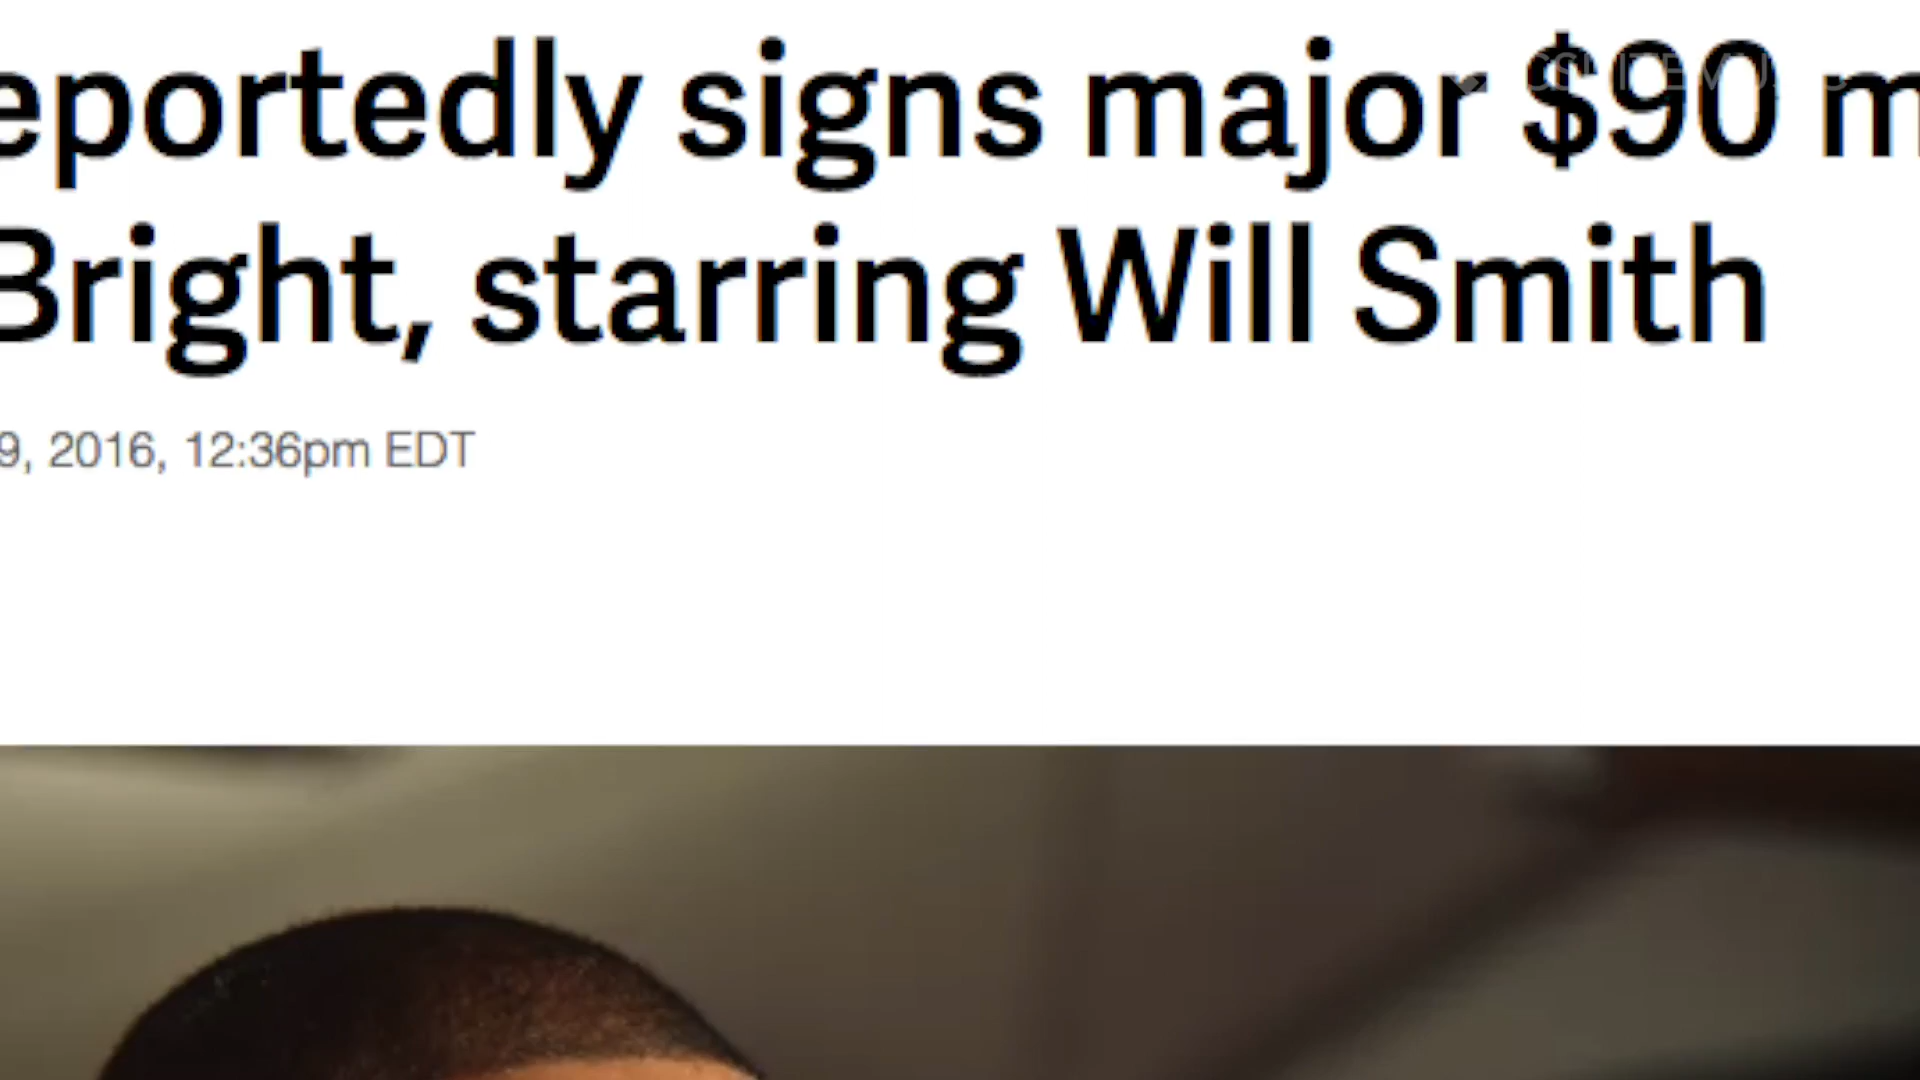 eportedly signs major $90 m
Bright, starring Will Smith
9, 2016, 12:36pm EDT